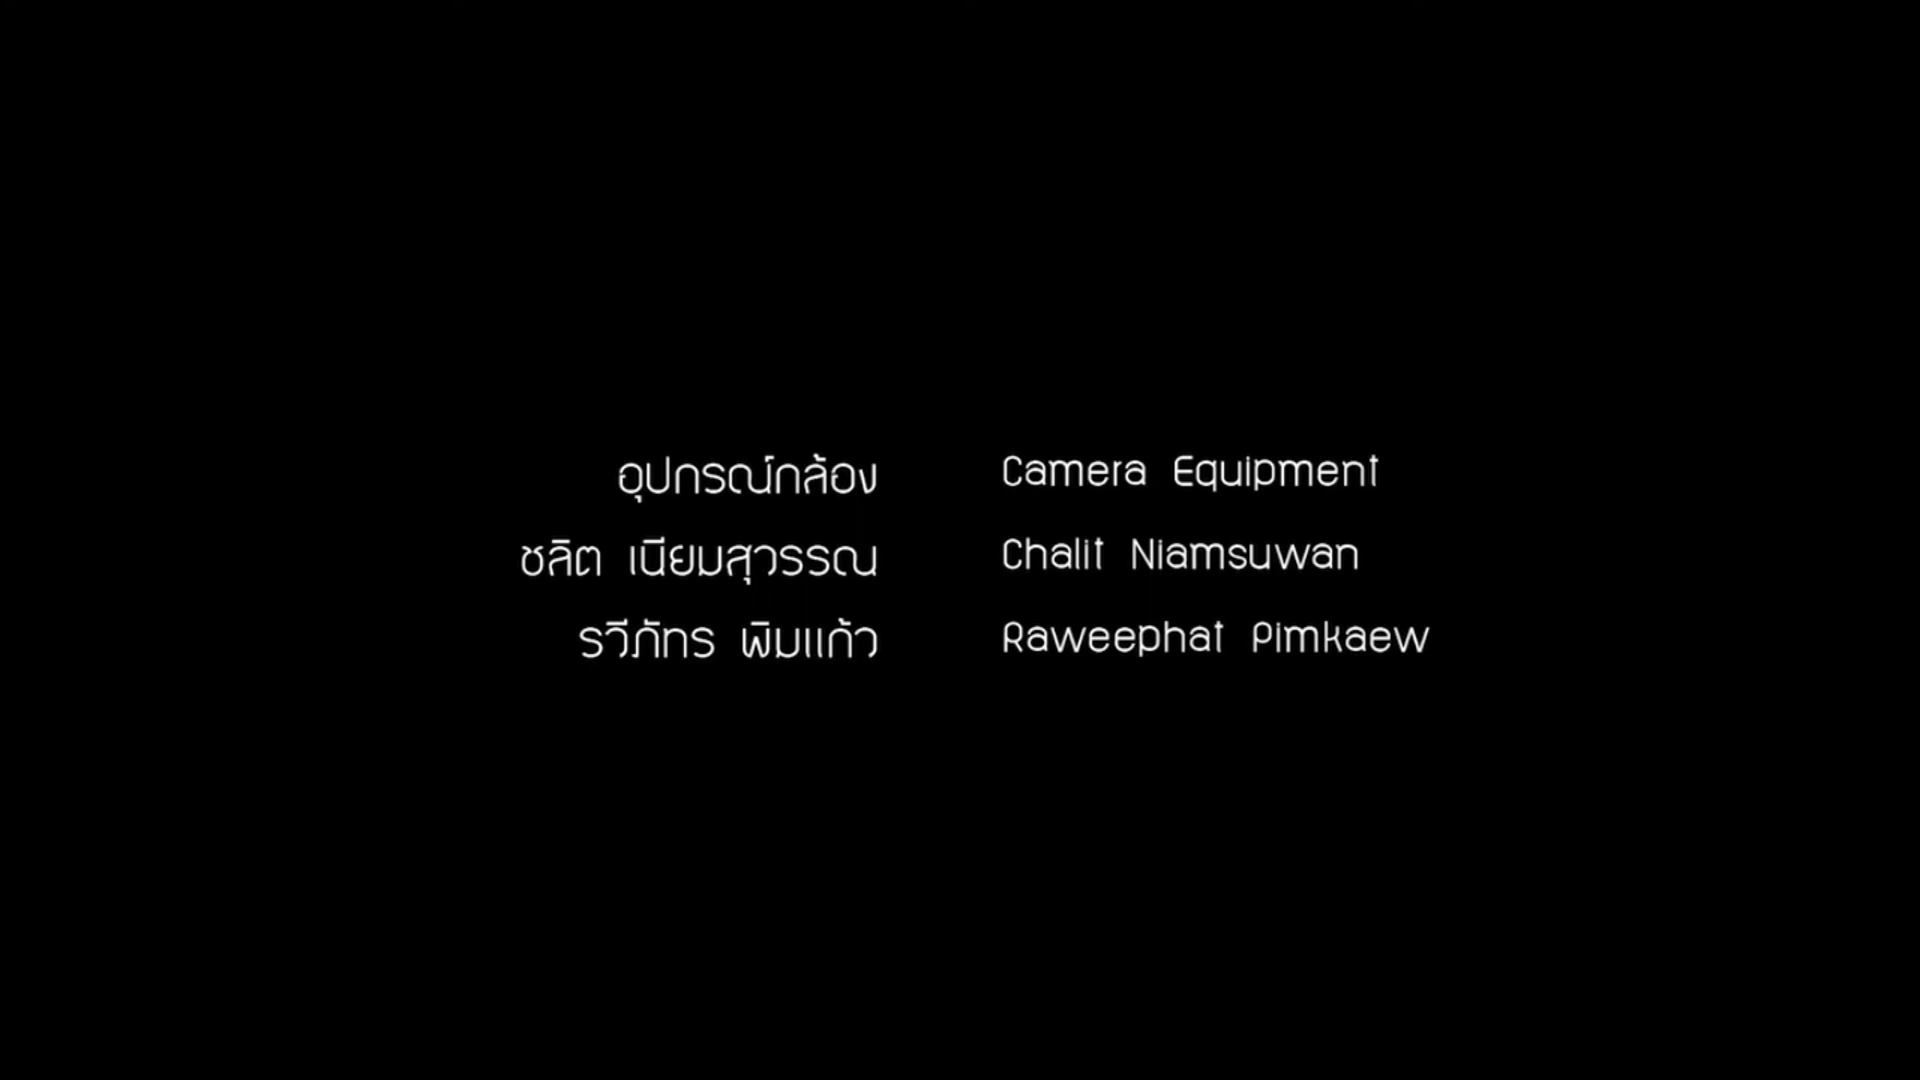 อุปกรณ์กล้อง Camera Equipment
ชลิต เนียมสุวรรณ Chalit Niamsuwan
รวีภัทร พิมแก้ว Raweephat Pimkaew